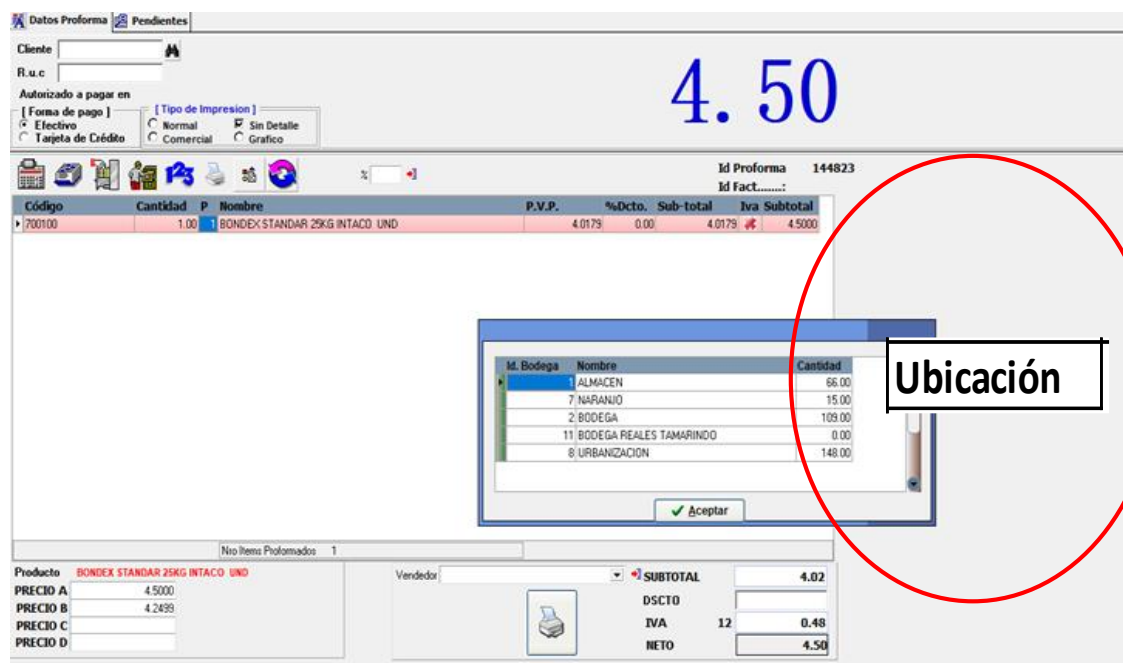 Datos Proforma Pendientes
Cliente
R.u.c
4.50
Autorizado a pagar en
[ Forma de pago ] [ Tipo de Impresion ]
Efectivo Normal Sin Detalle
Tarjeta de Crédito Comercial Grafico
123 % Id Proforma 144823
Id Fact.......:
Código Cantidad P Nombre P.V.P. %Dcto. Sub-total Iva Subtotal
700100 1.00 1 BONDEX STANDAR 25KG INTACO UND 4.0179 0.00 4.0179 4.5000
Id. Bodega Nombre Cantidad
1 ALMACEN 66.00
7 NARANJO 15.00
2 BODEGA 109.00
11 BODEGA REALES TAMARINDO 0.00
8 URBANIZACION 148.00
Aceptar
Ubicación
Nro Items Proformados 1
Producto BONDEX STANDAR 25KG INTACO UND
PRECIO A 4.5000
PRECIO B 4.2499
PRECIO C
PRECIO D
Vendedor
SUBTOTAL 4.02
DSCTO
IVA 12 0.48
NETO 4.50